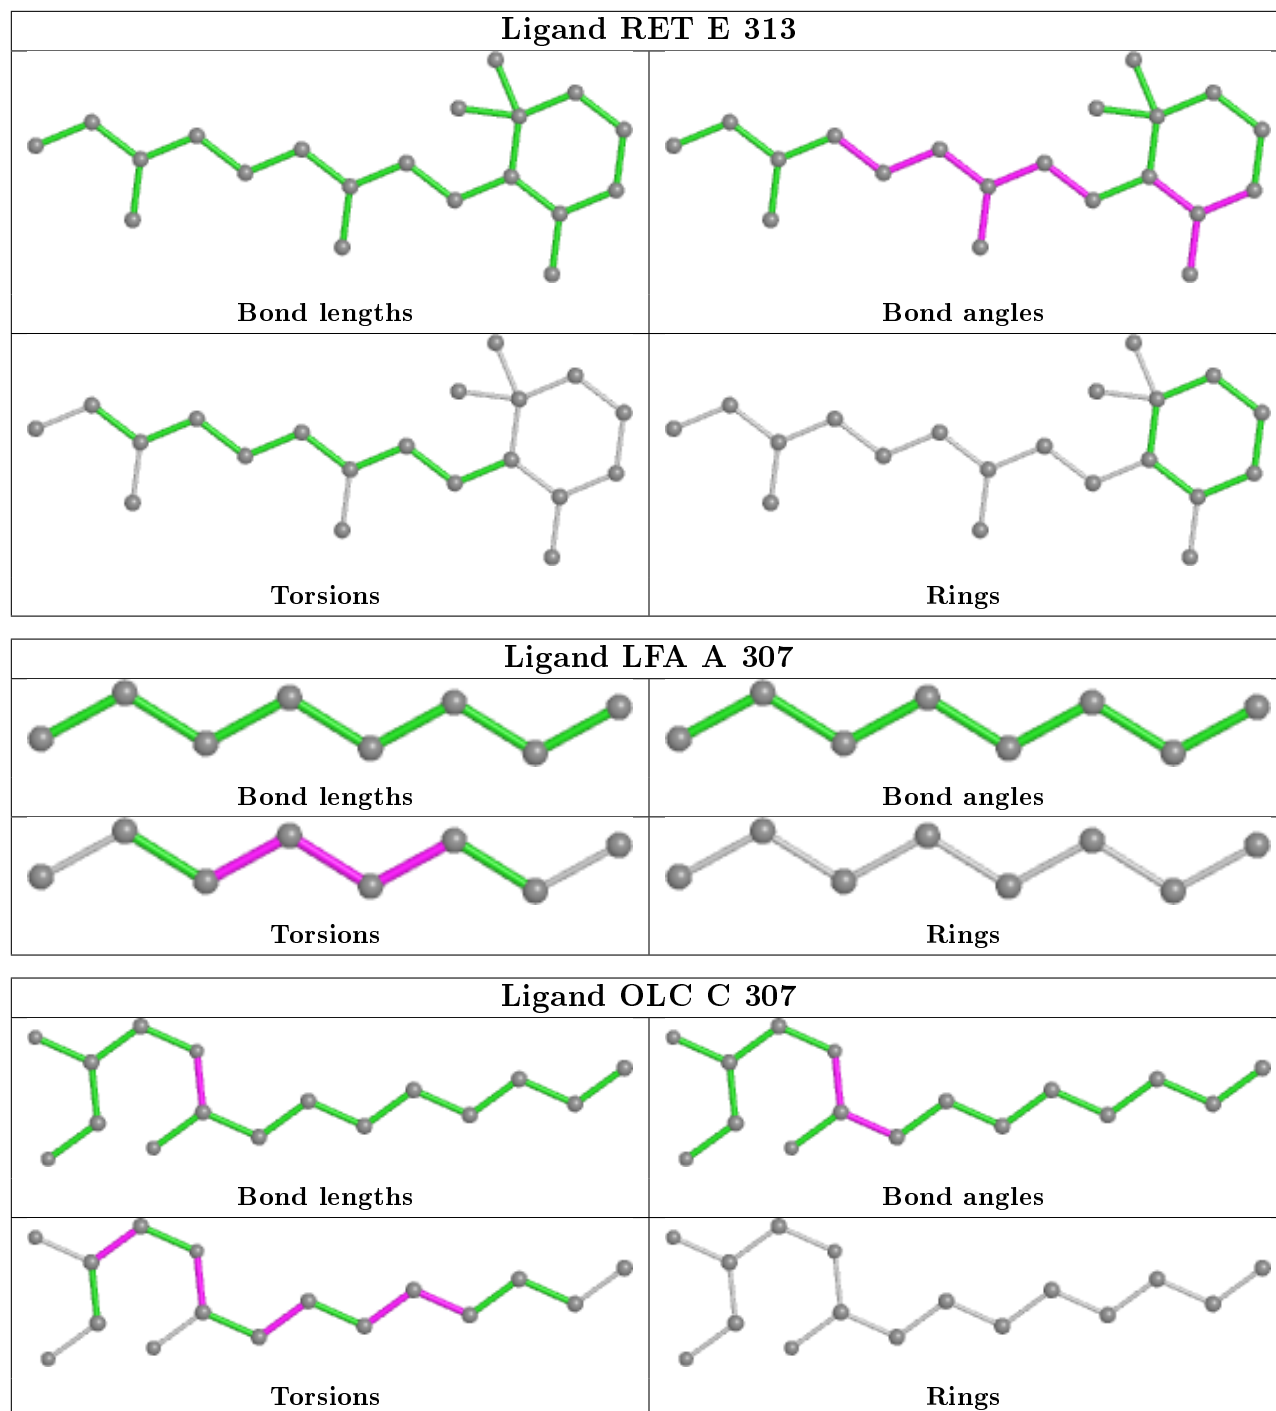 Ligand RET E 313
Bond lengths
Bond angles
Torsions
Rings
Ligand LFA A 307
Bond lengths
Bond angles
Torsions
Rings
Ligand OLC C 307
Bond lengths
Bond angles
Torsions
Rings